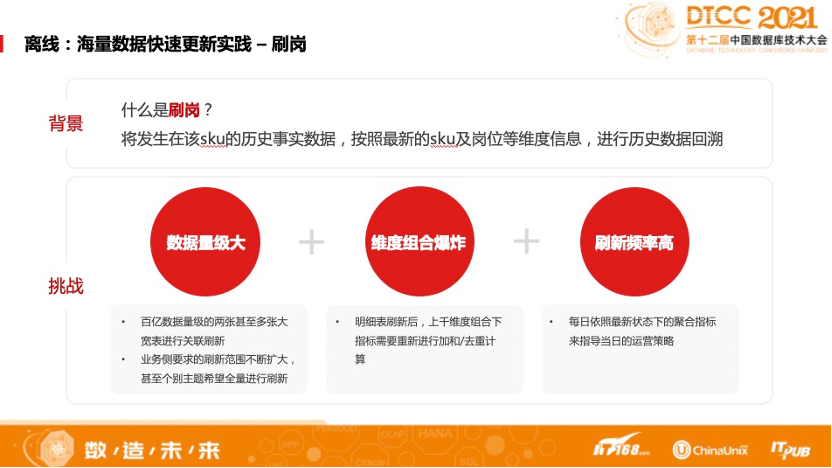 DTCC 2021
第十二届中国数据库技术大会
DATABASE TECHNOLOGY CONFERENCE CHINA 2021
离线：海量数据快速更新实践 – 刷岗
背景
什么是刷岗？
将发生在该sku的历史事实数据，按照最新的sku及岗位等维度信息，进行历史数据回溯
挑战
数据量级大
+
维度组合爆炸
+
刷新频率高
• 百亿数据量级的两张甚至多张大
宽表进行关联刷新
• 业务侧要求的刷新范围不断扩大，
甚至个别主题希望全量进行刷新
• 明细表刷新后，上千维度组合下
指标需要重新进行加和/去重计
算
• 每日依照最新状态下的聚合指标
来指导当日的运营策略
数/造/未/来
Hadoop
QUIP
HANA
Oracle
SQL
IT168.com
ChinaUnix
ITPUB